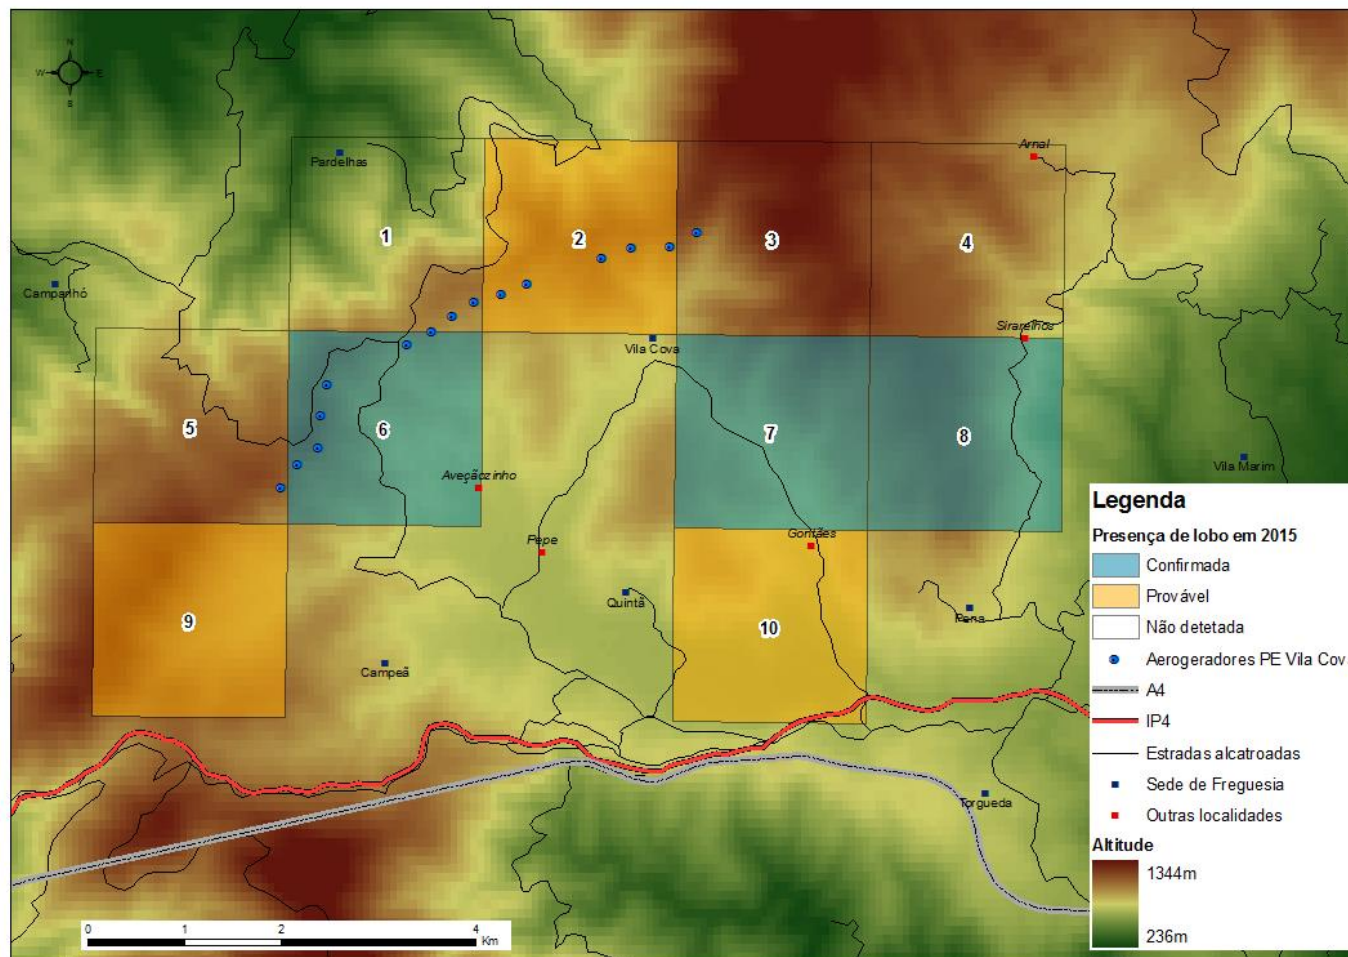 N
W E
S
Pardelhas
Arnal
1
2
3
4
Campanhó
Vila Cova
Sirarelhos
5
6
7
8
Aveçãozinho
Vila Marim
Pepe
Gontães
Quintã
Pena
9
10
Campeã
Torgueda
0 1 2 4
Km
Legenda
Presença de lobo em 2015
Confirmada
Provável
Não detetada
Aerogeradores PE Vila Cov
A4
IP4
Estradas alcatroadas
Sede de Freguesia
Outras localidades
Altitude
1344m
236m